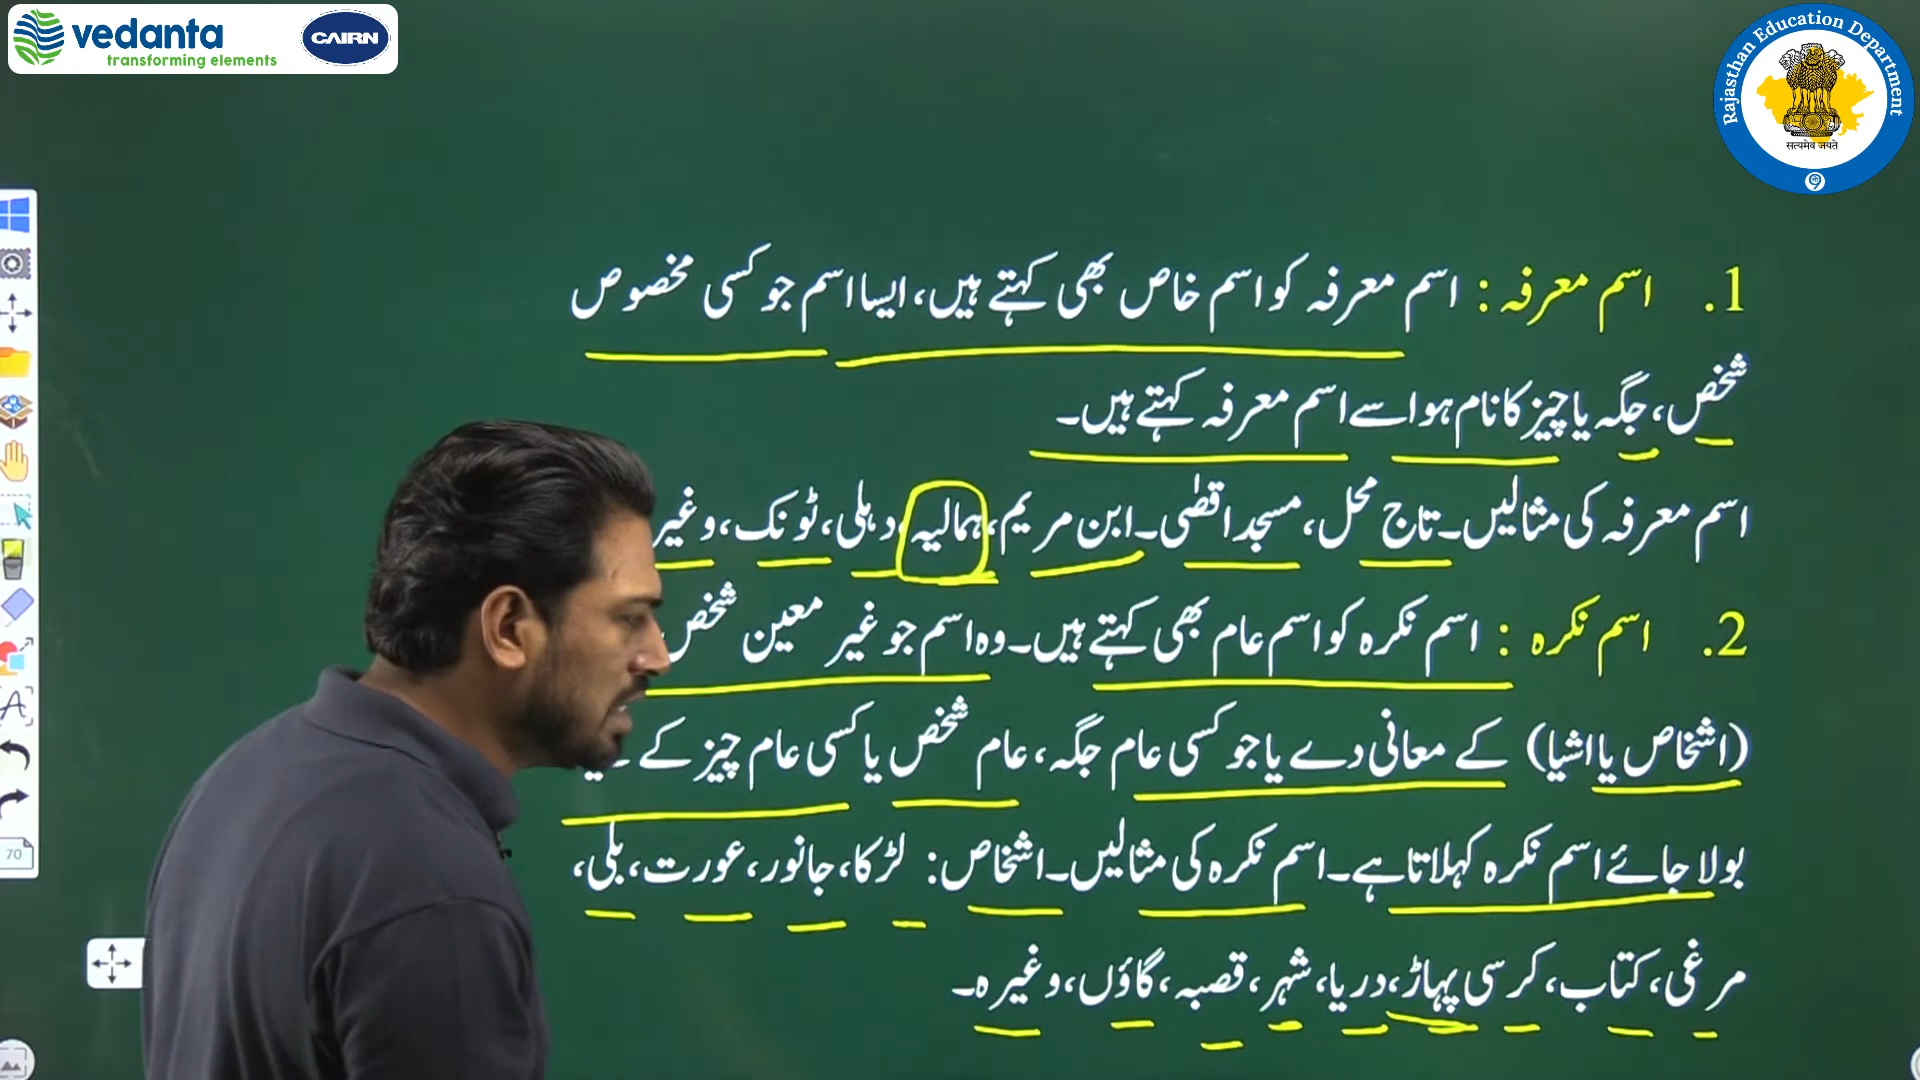 vedanta
transforming elements
CAIRN
Rajasthan Education Department
सत्यमेव जयते
1. اسم معرفہ : اسم معرفہ کو اسم خاص بھی کہتے ہیں، ایسا اسم جو کسی مخصوص
شخص، جگہ یا چیز کا نام ہو اسے اسم معرفہ کہتے ہیں۔
اسم معرفہ کی مثالیں۔ تاج محل، مسجد اقصٰی۔ ابن مریم، ہمالیہ، دہلی، ٹونک،
2. اسم نکرہ : اسم نکرہ کو اسم عام بھی کہتے ہیں۔ وہ اسم جو غیر معین شخص
(اشخاص یا اشیا) کے معانی دے یا جو کسی عام جگہ، عام شخص یا کسی عام چیز کے
بولا جائے اسم نکرہ کہلاتا ہے۔ اسم نکرہ کی مثالیں۔ اشخاص: لڑکا، جانور، عورت، بلی،
مرغی، کتاب، کرسی پہاڑ، دریا، شہر، قصبہ، گاؤں، وغیرہ۔
70